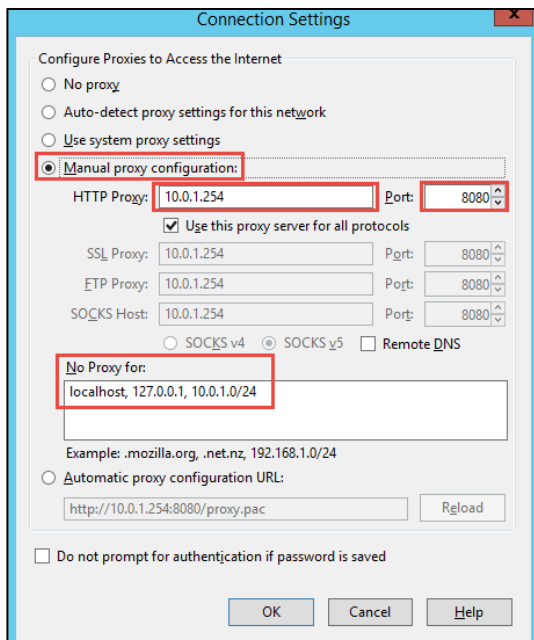 Connection Settings
x
Configure Proxies to Access the Internet
No proxy
Auto-detect proxy settings for this network
Use system proxy settings
Manual proxy configuration:
HTTP Proxy: 10.0.1.254 Port: 8080
Use this proxy server for all protocols
SSL Proxy: 10.0.1.254 Port: 8080
FTP Proxy: 10.0.1.254 Port: 8080
SOCKS Host: 10.0.1.254 Port: 8080
SOCKS v4 SOCKS v5 Remote DNS
No Proxy for:
localhost, 127.0.0.1, 10.0.1.0/24
Example: .mozilla.org, .net.nz, 192.168.1.0/24
Automatic proxy configuration URL:
http://10.0.1.254:8080/proxy.pac Reload
Do not prompt for authentication if password is saved
OK Cancel Help